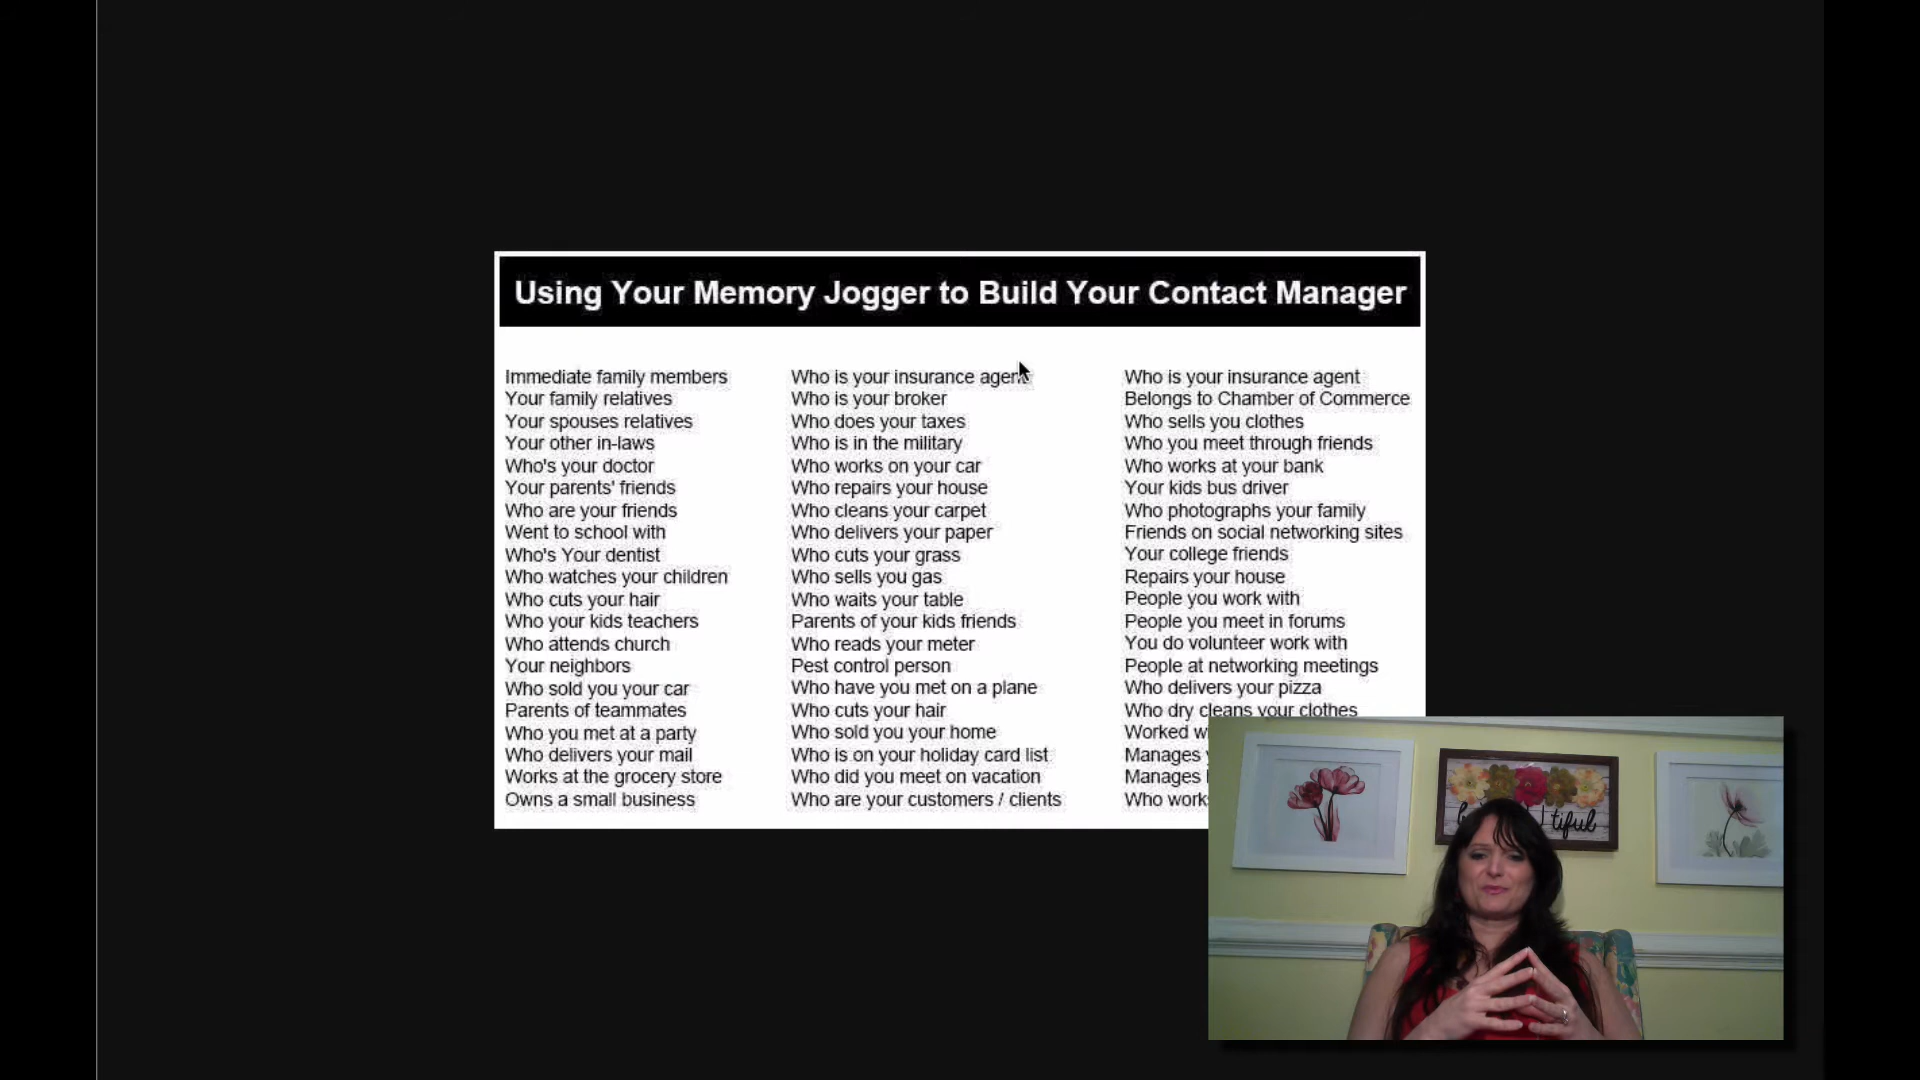 Using Your Memory Jogger to Build Your Contact Manager
Immediate family members
Your family relatives
Your spouses relatives
Your other in-laws
Who's your doctor
Your parents' friends
Who are your friends
Went to school with
Who's Your dentist
Who watches your children
Who cuts your hair
Who your kids teachers
Who attends church
Your neighbors
Who sold you your car
Parents of teammates
Who you met at a party
Who delivers your mail
Works at the grocery store
Owns a small business
Who is your insurance agent
Who is your broker
Who does your taxes
Who is in the military
Who works on your car
Who repairs your house
Who cleans your carpet
Who delivers your paper
Who cuts your grass
Who sells you gas
Who waits your table
Parents of your kids friends
Who reads your meter
Pest control person
Who have you met on a plane
Who cuts your hair
Who sold you your home
Who is on your holiday card list
Who did you meet on vacation
Who are your customers / clients
Who is your insurance agent
Belongs to Chamber of Commerce
Who sells you clothes
Who you meet through friends
Who works at your bank
Your kids bus driver
Who photographs your family
Friends on social networking sites
Your college friends
Repairs your house
People you work with
People you meet in forums
You do volunteer work with
People at networking meetings
Who delivers your pizza
Who dry cleans your clothes
Worked
Manages
Manages
Who